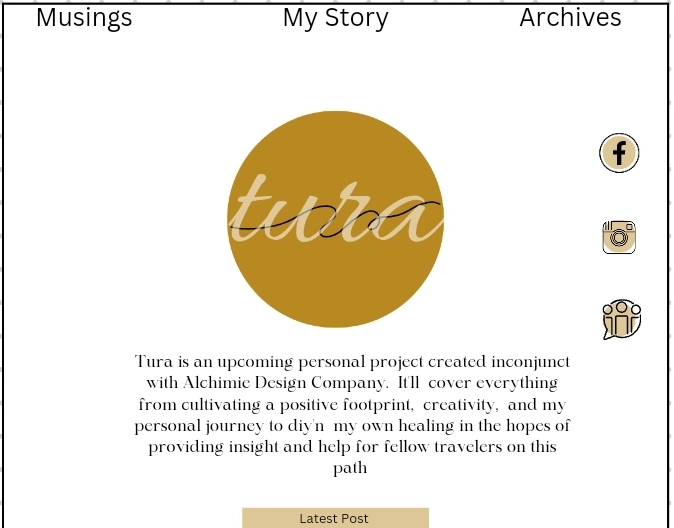 Musings My Story Archives
tura
Tura is an upcoming personal project created inconjunct
with Alchimie Design Company. It'll cover everything
from cultivating a positive footprint, creativity, and my
personal journey to diy'n my own healing in the hopes of
providing insight and help for fellow travelers on this
path
Latest Post